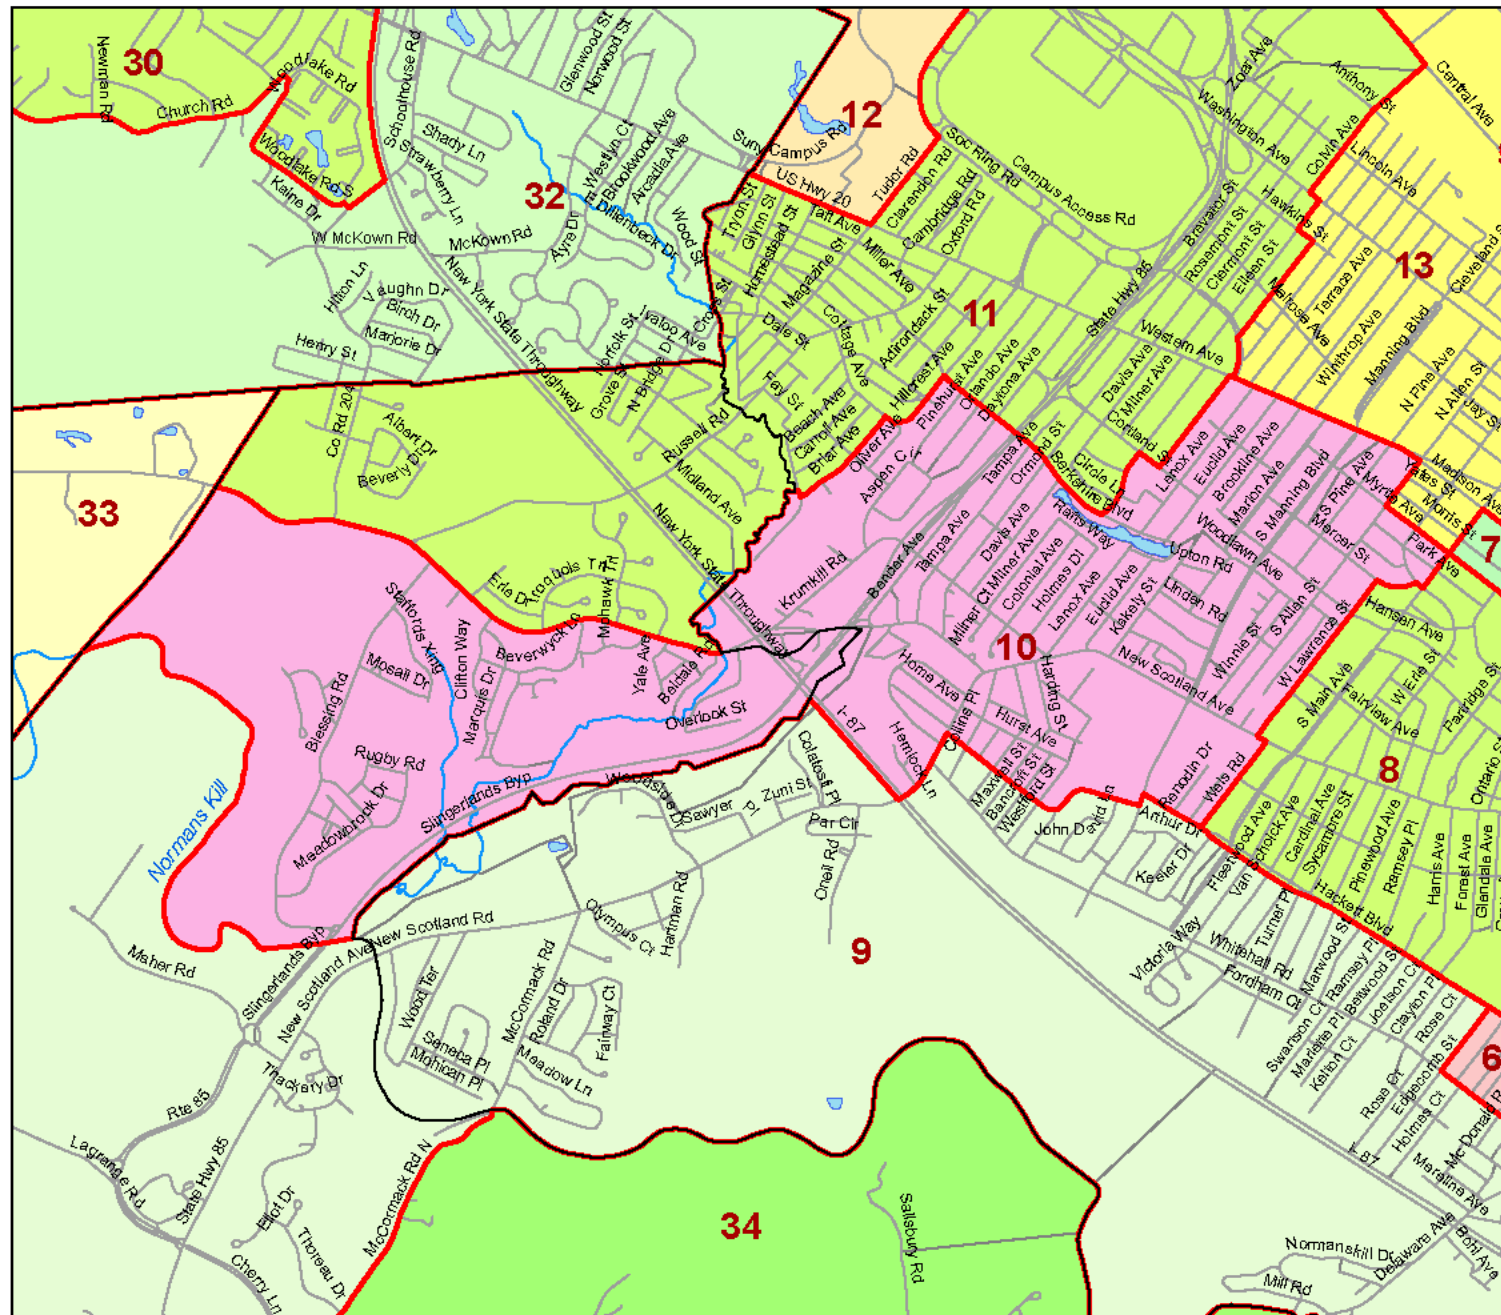 30
Newman Rd
Church Rd
Woodlake Rd
Woodlake Rd S
Schoolhouse Rd
Shady Ln
Strawberry Ln
Kaine Dr
W McKown Rd
McKown Rd
Glenwood St
Norwood St
Westlyn Ct
Brookwood Ave
Arcadia Ave
32
E Dillenbeck Dr
Ayre Dr
Wood St
Suny Campus Rd
12
US Hwy 20
Tudor Rd
Clarendon Rd
Cambridge Rd
Oxford Rd
Soc Ring Rd
Campus Access Rd
Zoar Ave
Washington Ave
Anthony St
Central Ave
Colvin Ave
Lincoln Ave
Hawkins St
Brevator St
Rosemont St
Clermont St
Eileen St
Melrose Ave
Terrace Ave
13
Cleveland S
Winthrop Ave
Manning Blvd
N Pine Ave
N Allen St
Jay St
Tryon St
Glynn St
Homestead St
Taft Ave
Magazine St
Miller Ave
11
State Hwy 85
Western Ave
Hilton Ln
Vaughn Dr
Birch Dr
Marjorie Dr
Henry St
New York State Throughway
Norfolk St
Ivaloo Ave
Cross St
Grove St
N Bridge Dr
Dale St
Cottage Ave
Adirondack St
Fay St
Hillcrest Ave
Pinehurst Ave
Orlando Ave
Daytona Ave
Davis Ave
Ct Milner Ave
Cortland St
Co Rd 204
Albert Dr
Beverly Dr
Russell Rd
Midland Ave
Beach Ave
Carroll Ave
Briar Ave
Oliver Ave
Aspen Cir
Tampa Ave
Ormond St
Circle Ln
Berkshire Blvd
Lenox Ave
Euclid Ave
Brookline Ave
Marion Ave
S Manning Blvd
S Pine Ave
Myrtle Ave
Yates St
Madison Ave
Morris St
33
New York State Throughway
Mercer St
Park Ave
7
Woodlawn Ave
Upton Rd
Rafts Way
Krumkill Rd
Bender Ave
Tampa Ave
Davis Ave
Ct Milner Ave
Colonial Ave
Holmes Dl
Lenox Ave
Euclid Ave
Kakely St
Linden Rd
Milner
10
S Allen St
Winnie St
W Lawrence St
New Scotland Ave
Hansen Ave
W Erie St
Fairview Ave
S Main Ave
Partridge St
Ontario S
Erie Dr
Iroquois Trl
Mohawk Trl
Staffords Xing
Clifton Way
Beverwyck Ln
Yale Ave
Beldale Rd
Mosall Dr
Marquis Dr
Overlook St
Blessing Rd
Rugby Rd
Meadowbrook Dr
Normans Kill
Slingerlands Byp
Home Ave
Collins Pl
Harding St
Hurst Ave
I-87
Hemlock Ln
Maxwell St
Bancroft St
Westford St
Rehodin Dr
Wels Rd
8
John David Ln
Arthur Dr
Keeler Dr
Woodside Dr
Sawyer Pl
Zuni St
Colatosti Pl
Par Cir
Oneil Rd
Fleetwood Ave
Van Schoick Ave
Cardinal Ave
Sycamore St
Pinewood Ave
Ramsey Pl
Harris Ave
Forest Ave
Glendale Ave
Hackett Blvd
Turner Pl
Whitehall Rd
Fordham Ct
Victoria Way
Marwood St
Ramsey Pl
Betwood St
Joelson Ct
Clayton Pl
Rose Ct
Swanson Ct
Marlette Pl
Kelton Ct
Rose Ct
Edgecomb St
Holmes Ct
6
McDonald R
Mereline Ave
I-87
Hartman Rd
Olympus Ct
New Scotland Rd
9
Maher Rd
Slingerlands Byp
New Scotland Ave
Wood Ter
McCormack Rd
Roland Dr
Fairway Ct
Seneca Pl
Mohican Pl
Meadow Ln
Thackery Dr
Rte 85
Lagrange Rd
State Hwy 85
Elliot Dr
Thoreau Dr
Cherry Ln
McCormack Rd N
34
Salisbury Rd
Normanskill Dr
Delaware Ave
Bohl Ave
Mill Rd